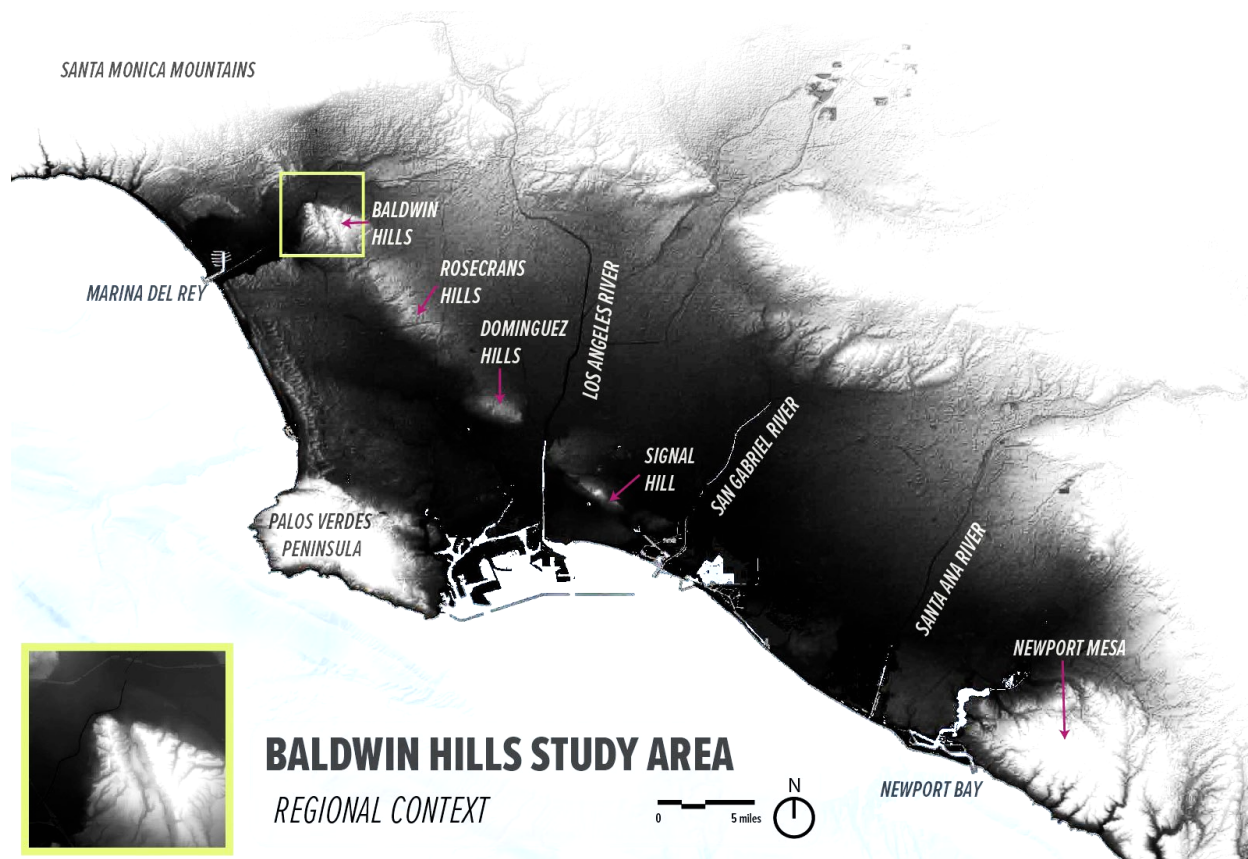 SANTA MONICA MOUNTAINS
BALDWIN
HILLS
MARINA DEL REY
ROSECRANS
HILLS
DOMINGUEZ
HILLS
LOS ANGELES RIVER
SIGNAL
HILL
SAN GABRIEL RIVER
PALOS VERDES
PENINSULA
SANTA ANA RIVER
NEWPORT MESA
BALDWIN HILLS STUDY AREA
REGIONAL CONTEXT
N
0 5 miles
NEWPORT BAY